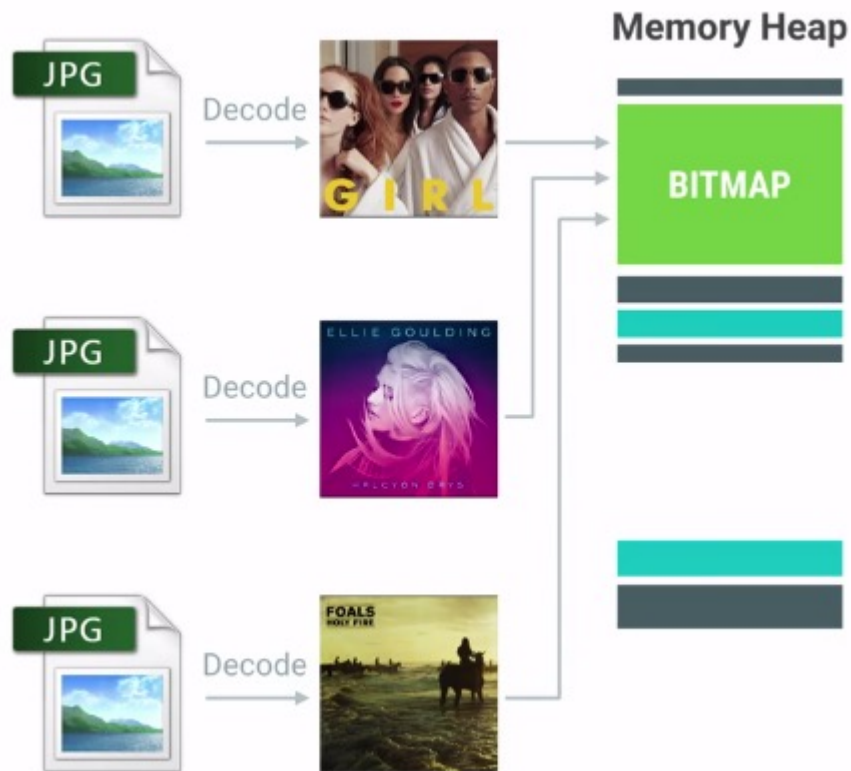 Memory Heap
JPG
Decode
GIRL
BITMAP
JPG
Decode
ELLIE GOULDING
HALCYON DAYS
JPG
Decode
FOALS
HOLY FIRE